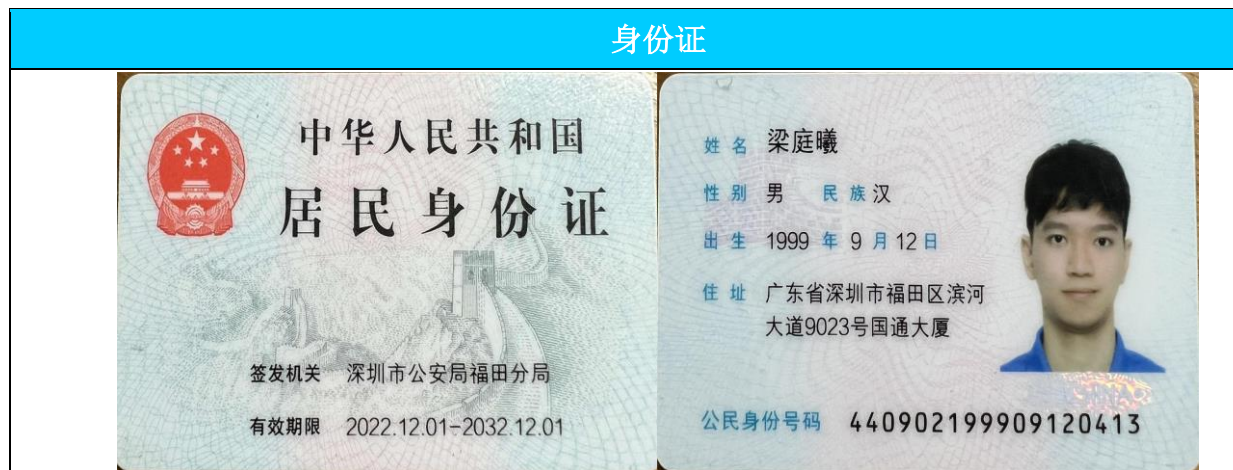 身份证
中华人民共和国
居民身份证
签发机关 深圳市公安局福田分局
有效期限 2022.12.01-2032.12.01
姓名 梁庭曦
性别 男 民族 汉
出生 1999 年 9 月 12 日
住址 广东省深圳市福田区滨河
大道9023号国通大厦
公民身份号码 440902199909120413